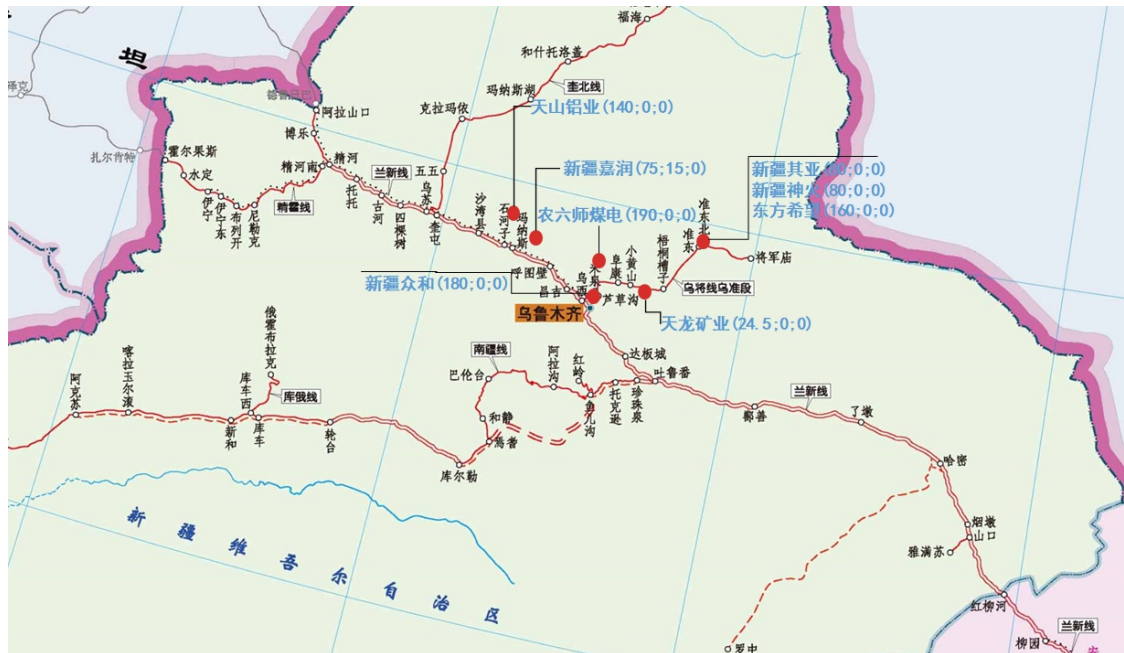 坦
福海
和什托洛盖
奎北线
玛纳斯湖
天山铝业(140;0;0)
克拉玛依
阿拉山口
博乐
扎尔肯特
霍尔果斯
水定
精河南
精河
伊宁
伊宁东
布列开
尼勒克
精霍线
托托
兰新线
古河
四棵树
五五
乌苏
奎屯
沙湾县
石河子
玛纳斯
新疆嘉润(75;15;0)
农六师煤电(190;0;0)
新疆其亚(80;0;0)
新疆神火(80;0;0)
东方希望(160;0;0)
准东北
准东
将军庙
梧桐槽子
小黄山
阜康
米泉
乌西
呼图壁
昌吉
芦草沟
乌将线乌准段
新疆众和(180;0;0)
乌鲁木齐
天龙矿业(24.5;0;0)
达板城
吐鲁番
珍珠泉
托克逊
鱼儿沟
红岭
阿拉沟
南疆线
巴伦台
和静
焉者
库尔勒
俄霍布拉克
库俄线
库车西
库车
新和
轮台
喀拉玉尔滚
阿克苏
兰新线
鄯善
了墩
哈密
烟墩
山口
雅满苏
红柳河
柳园
兰新线
罗中
新疆维吾尔自治区